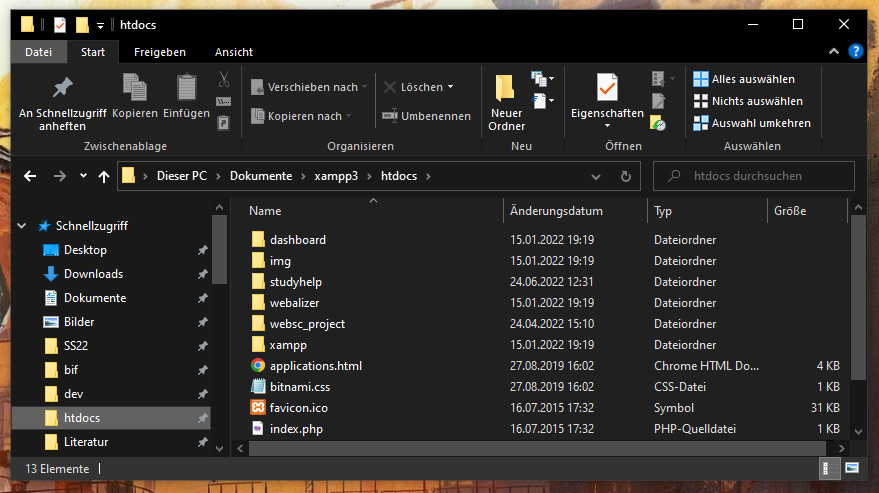 htdocs
Datei Start Freigeben Ansicht
An Schnellzugriff anheften
Kopieren
Einfügen
Zwischenablage
Verschieben nach
Kopieren nach
Löschen
Umbenennen
Organisieren
Neuer Ordner
Neu
Eigenschaften
Öffnen
Alles auswählen
Nichts auswählen
Auswahl umkehren
Auswählen
Dieser PC > Dokumente > xampp3 > htdocs >
htdocs durchsuchen
Schnellzugriff
Desktop
Downloads
Dokumente
Bilder
SS22
bif
dev
htdocs
Literatur
Name Änderungsdatum Typ Größe
dashboard 15.01.2022 19:19 Dateiordner
img 15.01.2022 19:19 Dateiordner
studyhelp 24.06.2022 12:31 Dateiordner
webalizer 15.01.2022 19:19 Dateiordner
websc_project 24.04.2022 15:10 Dateiordner
xampp 15.01.2022 19:19 Dateiordner
applications.html 27.08.2019 16:02 Chrome HTML Do... 4 KB
bitnami.css 27.08.2019 16:02 CSS-Datei 1 KB
favicon.ico 16.07.2015 17:32 Symbol 31 KB
index.php 16.07.2015 17:32 PHP-Quelldatei 1 KB
13 Elemente